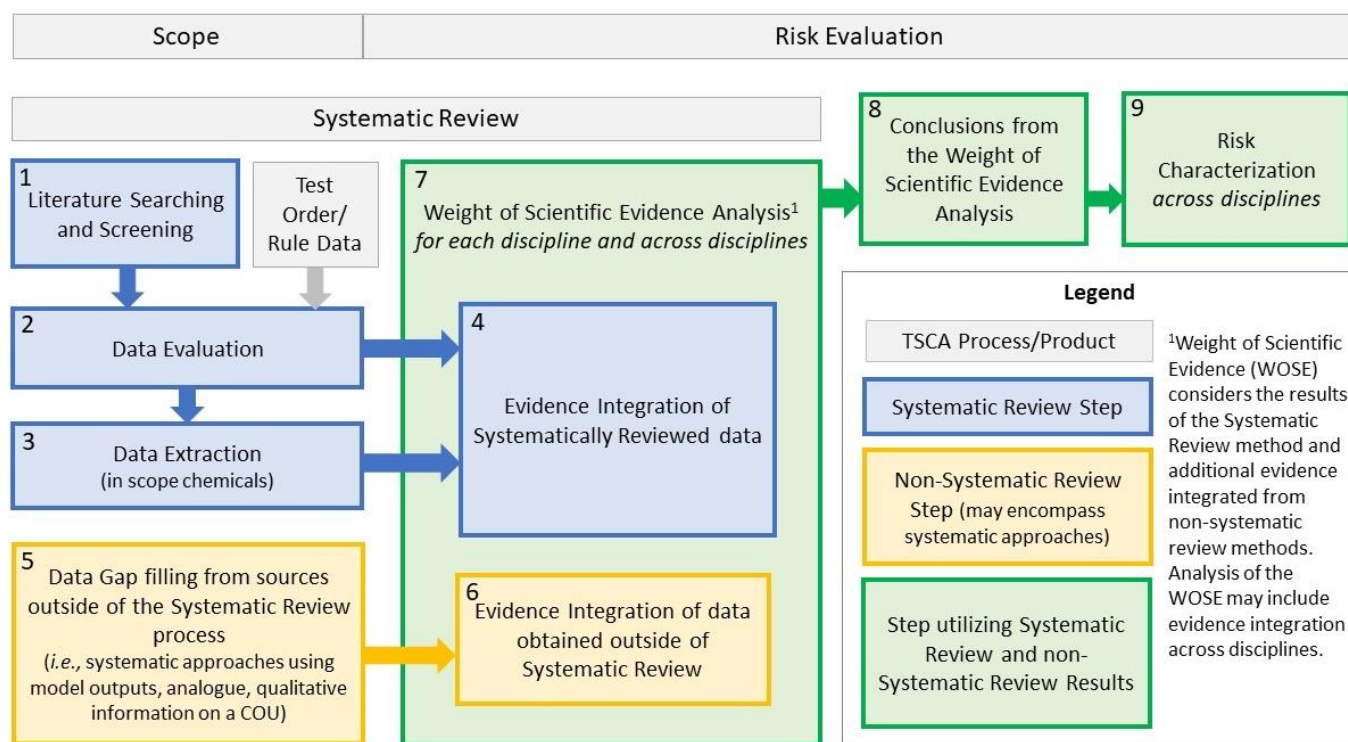 Scope
Risk Evaluation
Systematic Review
1
Literature Searching
and Screening
Test
Order/
Rule Data
2
Data Evaluation
3
Data Extraction
(in scope chemicals)
5
Data Gap filling from sources
outside of the Systematic Review
process
(i.e., systematic approaches using
model outputs, analogue, qualitative
information on a COU)
7
Weight of Scientific Evidence Analysis¹
for each discipline and across disciplines
4
Evidence Integration of
Systematically Reviewed data
6
Evidence Integration of data
obtained outside of
Systematic Review
8
Conclusions from
the Weight of
Scientific Evidence
Analysis
9
Risk
Characterization
across disciplines
Legend
TSCA Process/Product
Systematic Review Step
Non-Systematic Review
Step (may encompass
systematic approaches)
Step utilizing Systematic
Review and non-
Systematic Review Results
¹Weight of Scientific
Evidence (WOSE)
considers the results
of the Systematic
Review method and
additional evidence
integrated from
non-systematic
review methods.
Analysis of the
WOSE may include
evidence integration
across disciplines.